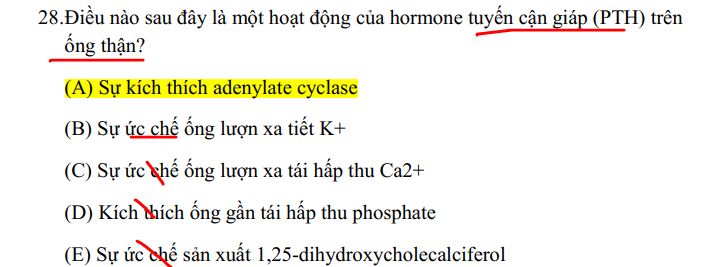 28.Điều nào sau đây là một hoạt động của hormone tuyến cận giáp (PTH) trên
ống thận?
(A) Sự kích thích adenylate cyclase
(B) Sự ức chế ống lượn xa tiết K+
(C) Sự ức chế ống lượn xa tái hấp thu Ca2+
(D) Kích thích ống gần tái hấp thu phosphate
(E) Sự ức chế sản xuất 1,25-dihydroxycholecalciferol